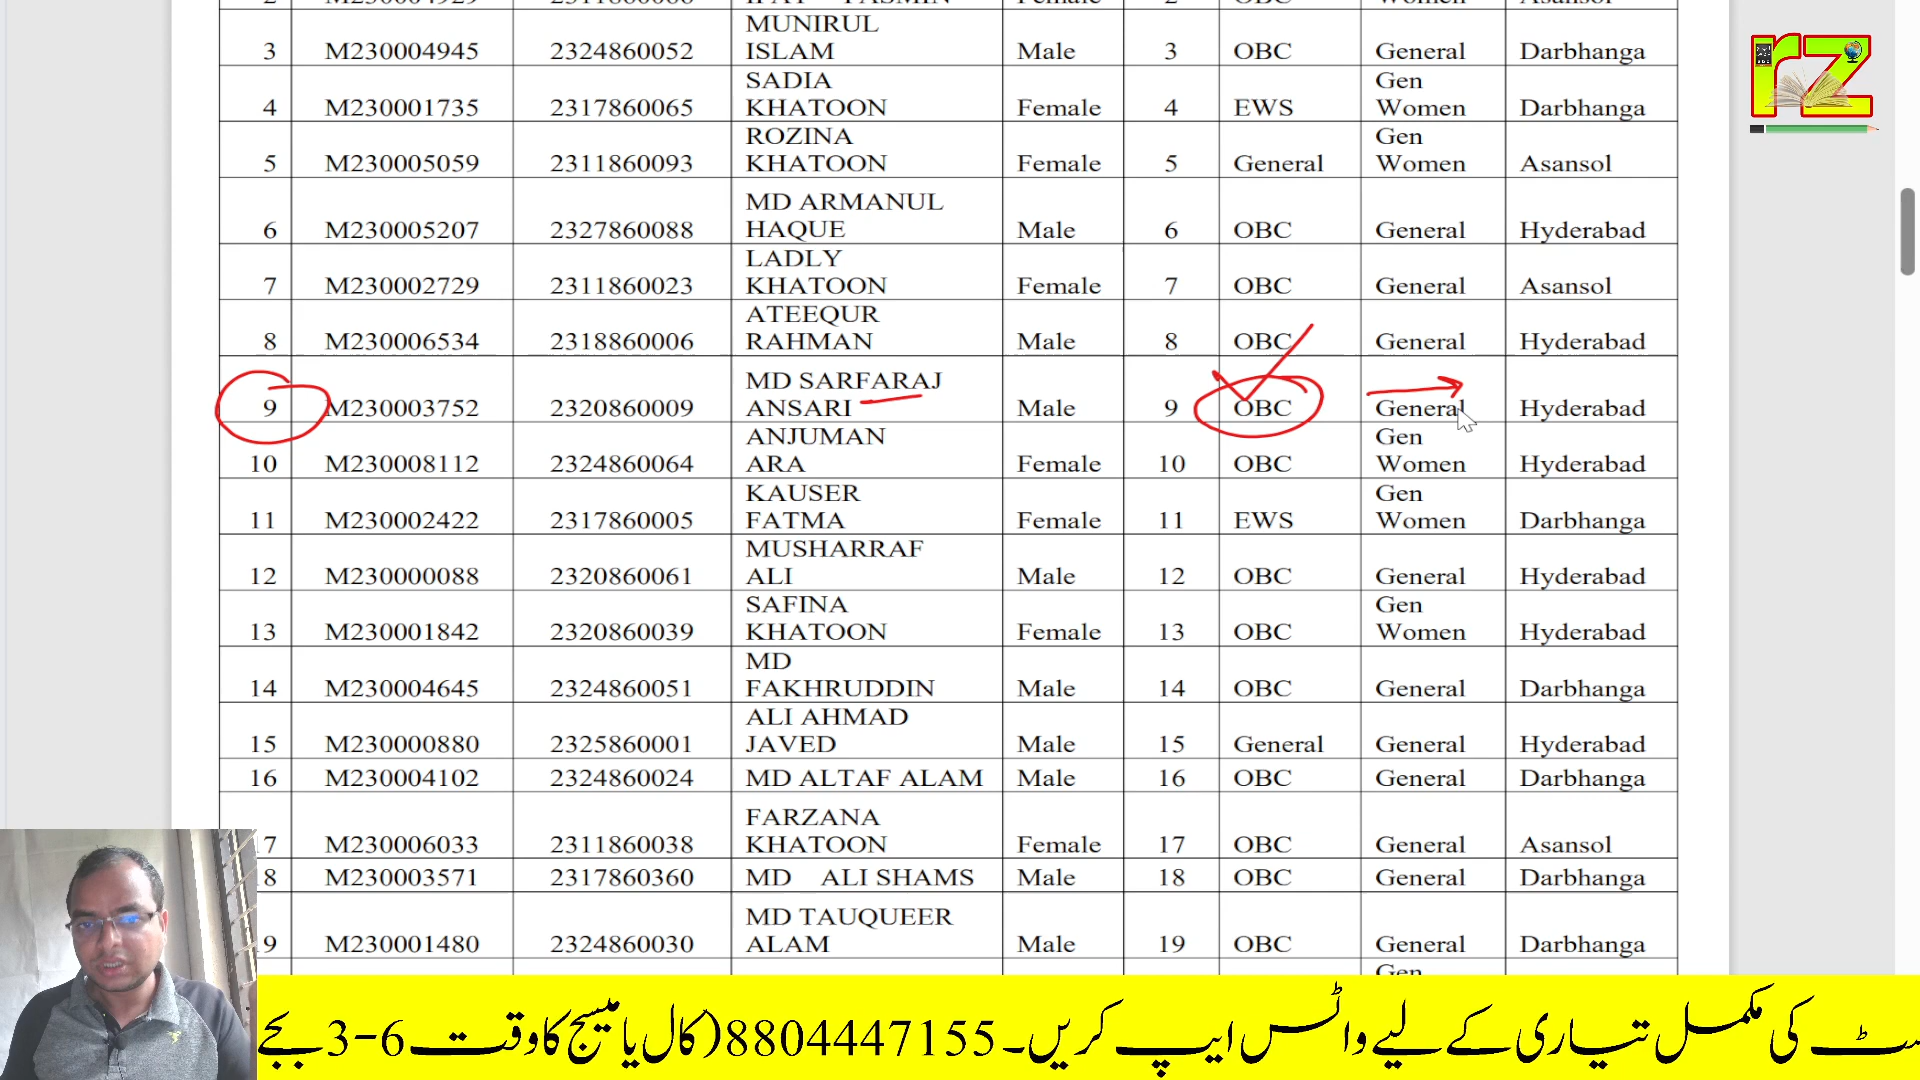 MUNIRUL
3 M230004945 2324860052 ISLAM Male 3 OBC General Darbhanga
SADIA Gen
4 M230001735 2317860065 KHATOON Female 4 EWS Women Darbhanga
ROZINA Gen
5 M230005059 2311860093 KHATOON Female 5 General Women Asansol
MD ARMANUL
6 M230005207 2327860088 HAQUE Male 6 OBC General Hyderabad
LADLY
7 M230002729 2311860023 KHATOON Female 7 OBC General Asansol
ATEEQUR
8 M230006534 2318860006 RAHMAN Male 8 OBC General Hyderabad
MD SARFARAJ
9 M230003752 2320860009 ANSARI Male 9 OBC General Hyderabad
ANJUMAN Gen
10 M230008112 2324860064 ARA Female 10 OBC Women Hyderabad
KAUSER Gen
11 M230002422 2317860005 FATMA Female 11 EWS Women Darbhanga
MUSHARRAF
12 M230000088 2320860061 ALI Male 12 OBC General Hyderabad
SAFINA Gen
13 M230001842 2320860039 KHATOON Female 13 OBC Women Hyderabad
MD
14 M230004645 2324860051 FAKHRUDDIN Male 14 OBC General Darbhanga
ALI AHMAD
15 M230000880 2325860001 JAVED Male 15 General General Hyderabad
16 M230004102 2324860024 MD ALTAF ALAM Male 16 OBC General Darbhanga
FARZANA
17 M230006033 2311860038 KHATOON Female 17 OBC General Asansol
8 M230003571 2317860360 MD ALI SHAMS Male 18 OBC General Darbhanga
MD TAUQUEER
9 M230001480 2324860030 ALAM Male 19 OBC General Darbhanga
Gen
کی مکمل تیاری کے لیے واٹس ایپ کریں۔ 8804447155 (کال یا میسج کا وقت 6-3 بجے
rz